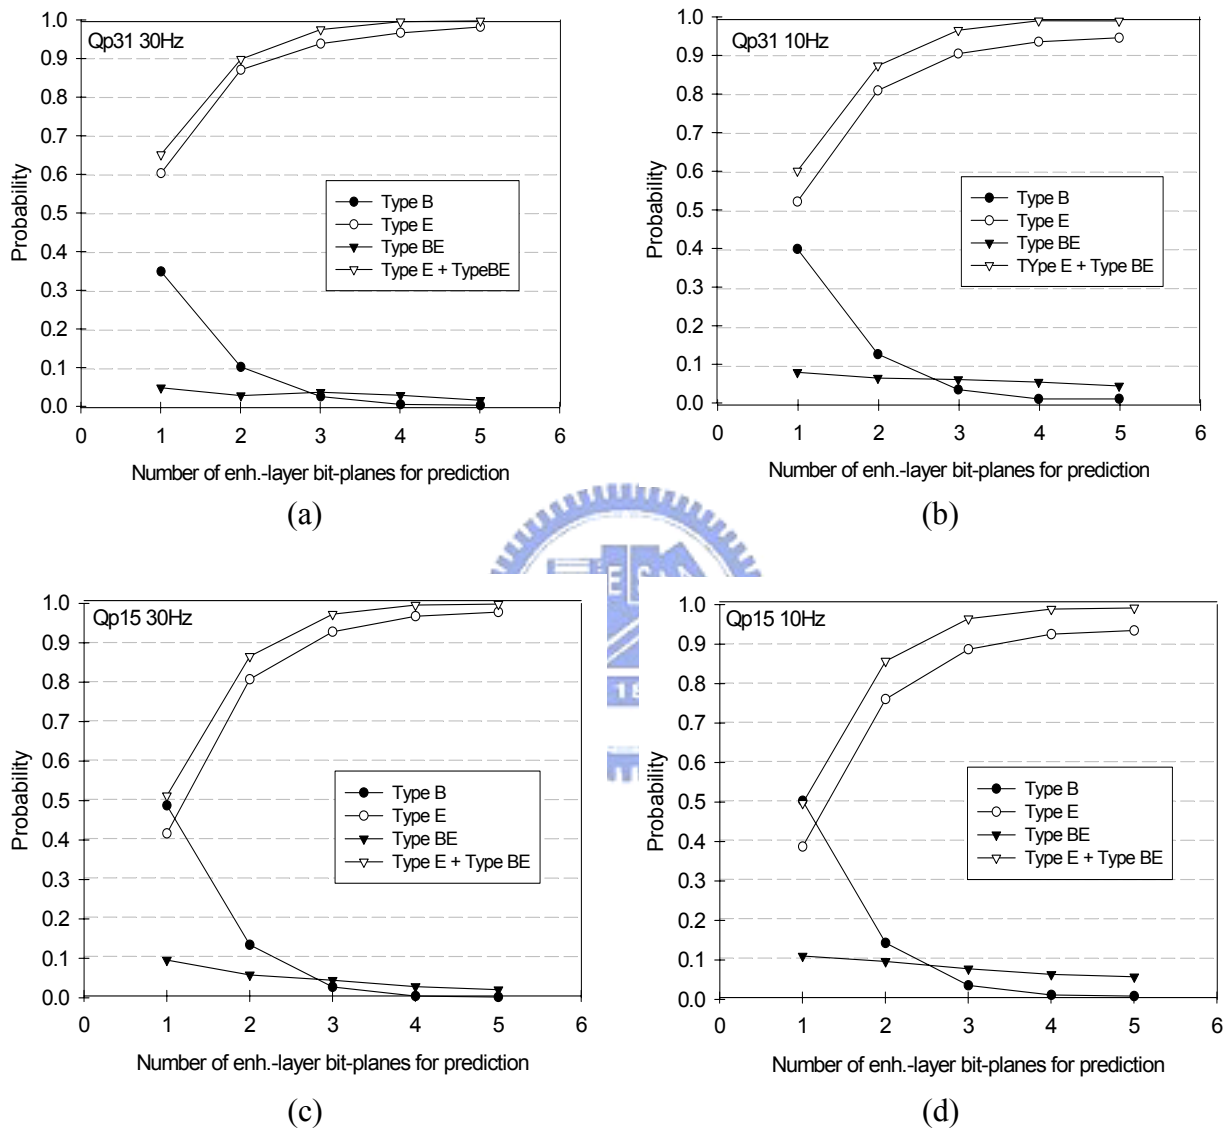 Qp31 30Hz
Probability
1.0
0.9
0.8
0.7
0.6
0.5
0.4
0.3
0.2
0.1
0.0
Type B
Type E
Type BE
Type E + TypeBE
0 1 2 3 4 5 6
Number of enh.-layer bit-planes for prediction
(a)
Qp31 10Hz
Probability
1.0
0.9
0.8
0.7
0.6
0.5
0.4
0.3
0.2
0.1
0.0
Type B
Type E
Type BE
TYpe E + Type BE
0 1 2 3 4 5 6
Number of enh.-layer bit-planes for prediction
(b)
Qp15 30Hz
Probability
1.0
0.9
0.8
0.7
0.6
0.5
0.4
0.3
0.2
0.1
0.0
Type B
Type E
Type BE
Type E + Type BE
0 1 2 3 4 5 6
Number of enh.-layer bit-planes for prediction
(c)
Qp15 10Hz
Probability
1.0
0.9
0.8
0.7
0.6
0.5
0.4
0.3
0.2
0.1
0.0
Type B
Type E
Type BE
Type E + Type BE
0 1 2 3 4 5 6
Number of enh.-layer bit-planes for prediction
(d)